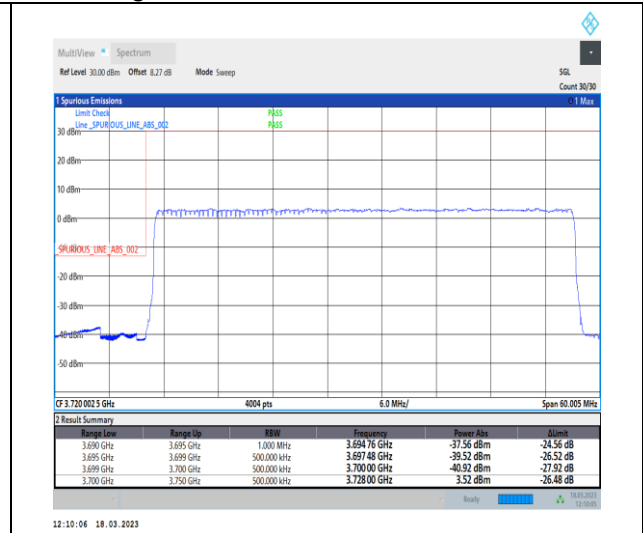 MultiView Spectrum
Ref Level 30.00 dBm Offset 8.27 dB Mode Sweep SGL
Count 30/30
1 Spurious Emissions 1 Max
Limit Check PASS
Line _SPURIOUS_LINE_ABS_002 PASS
30 dBm
20 dBm
10 dBm
0 dBm
_SPURIOUS_LINE_ABS_002
-20 dBm
-30 dBm
-40 dBm
-50 dBm
CF 3.720 002 5 GHz 4004 pts 6.0 MHz/ Span 60.005 MHz
2 Result Summary
Range Low Range Up RBW Frequency Power Abs ΔLimit
3.690 GHz 3.695 GHz 1.000 MHz 3.694 76 GHz -37.56 dBm -24.56 dB
3.695 GHz 3.699 GHz 500.000 kHz 3.697 48 GHz -39.52 dBm -26.52 dB
3.699 GHz 3.700 GHz 500.000 kHz 3.700 00 GHz -40.92 dBm -27.92 dB
3.700 GHz 3.750 GHz 500.000 kHz 3.728 00 GHz 3.52 dBm -26.48 dB
Ready 18.03.2023
12:10:05
12:10:06 18.03.2023